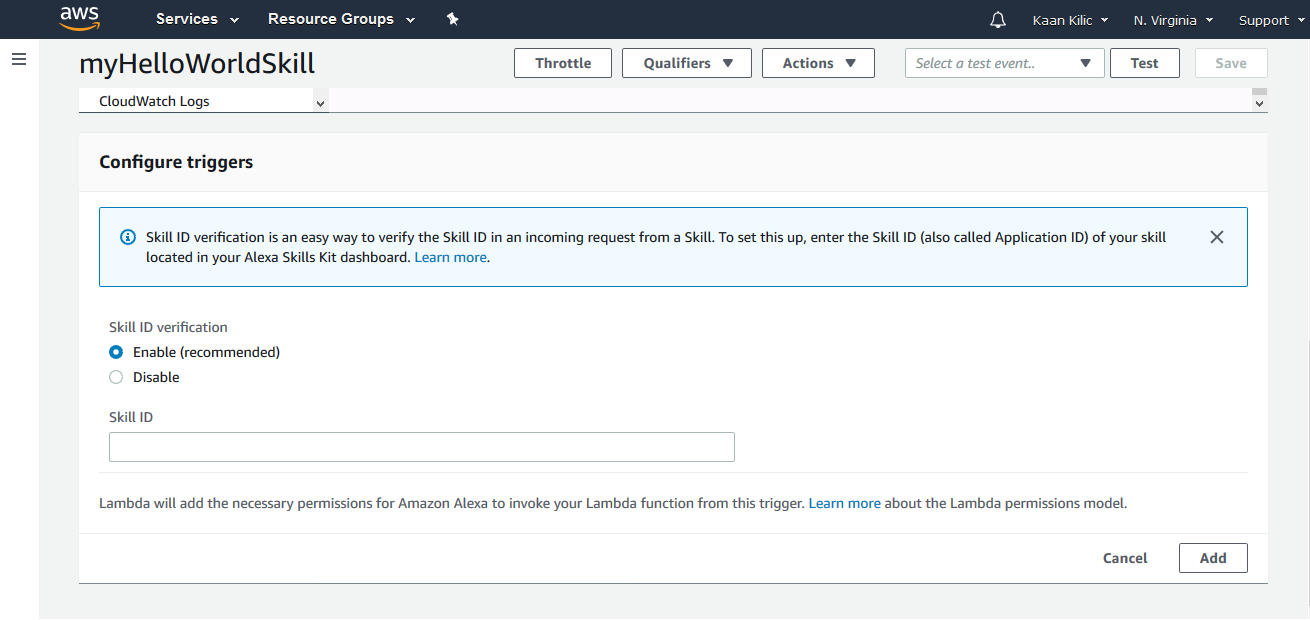 aws Services Resource Groups Kaan Kilic N. Virginia Support
myHelloWorldSkill Throttle Qualifiers Actions Select a test event.. Test Save
CloudWatch Logs
Configure triggers
Skill ID verification is an easy way to verify the Skill ID in an incoming request from a Skill. To set this up, enter the Skill ID (also called Application ID) of your skill
located in your Alexa Skills Kit dashboard. Learn more.
Skill ID verification
Enable (recommended)
Disable
Skill ID
Lambda will add the necessary permissions for Amazon Alexa to invoke your Lambda function from this trigger. Learn more about the Lambda permissions model.
Cancel Add